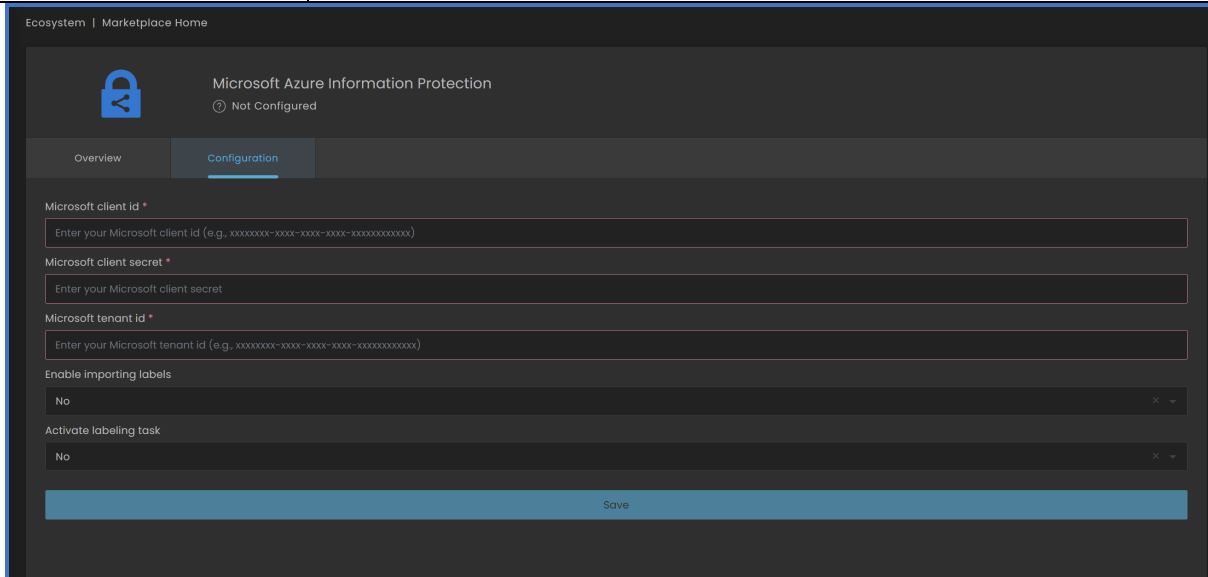 Ecosystem | Marketplace Home
Microsoft Azure Information Protection
? Not Configured
Overview Configuration
Microsoft client id *
Enter your Microsoft client id (e.g., xxxxxxxx-xxxx-xxxx-xxxx-xxxxxxxxxxxx)
Microsoft client secret *
Enter your Microsoft client secret
Microsoft tenant id *
Enter your Microsoft tenant id (e.g., xxxxxxxx-xxxx-xxxx-xxxx-xxxxxxxxxxxx)
Enable importing labels
No
Activate labeling task
No
Save